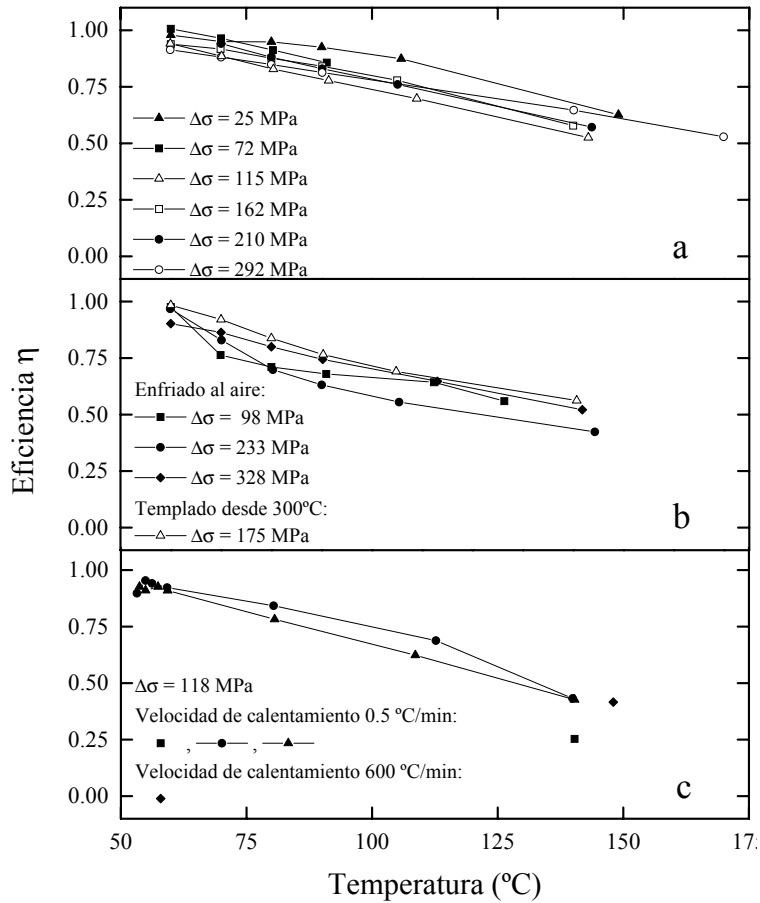 1.00
0.75
0.50
0.25
0.00
Δσ = 25 MPa
Δσ = 72 MPa
Δσ = 115 MPa
Δσ = 162 MPa
Δσ = 210 MPa
Δσ = 292 MPa
a
Eficiencia η
1.00
0.75
0.50
0.25
0.00
Enfriado al aire:
Δσ = 98 MPa
Δσ = 233 MPa
Δσ = 328 MPa
Templado desde 300ºC:
Δσ = 175 MPa
b
1.00
0.75
0.50
0.25
0.00
Δσ = 118 MPa
Velocidad de calentamiento 0.5 ºC/min:
, ,
Velocidad de calentamiento 600 ºC/min:
c
50 75 100 125 150 175
Temperatura (ºC)